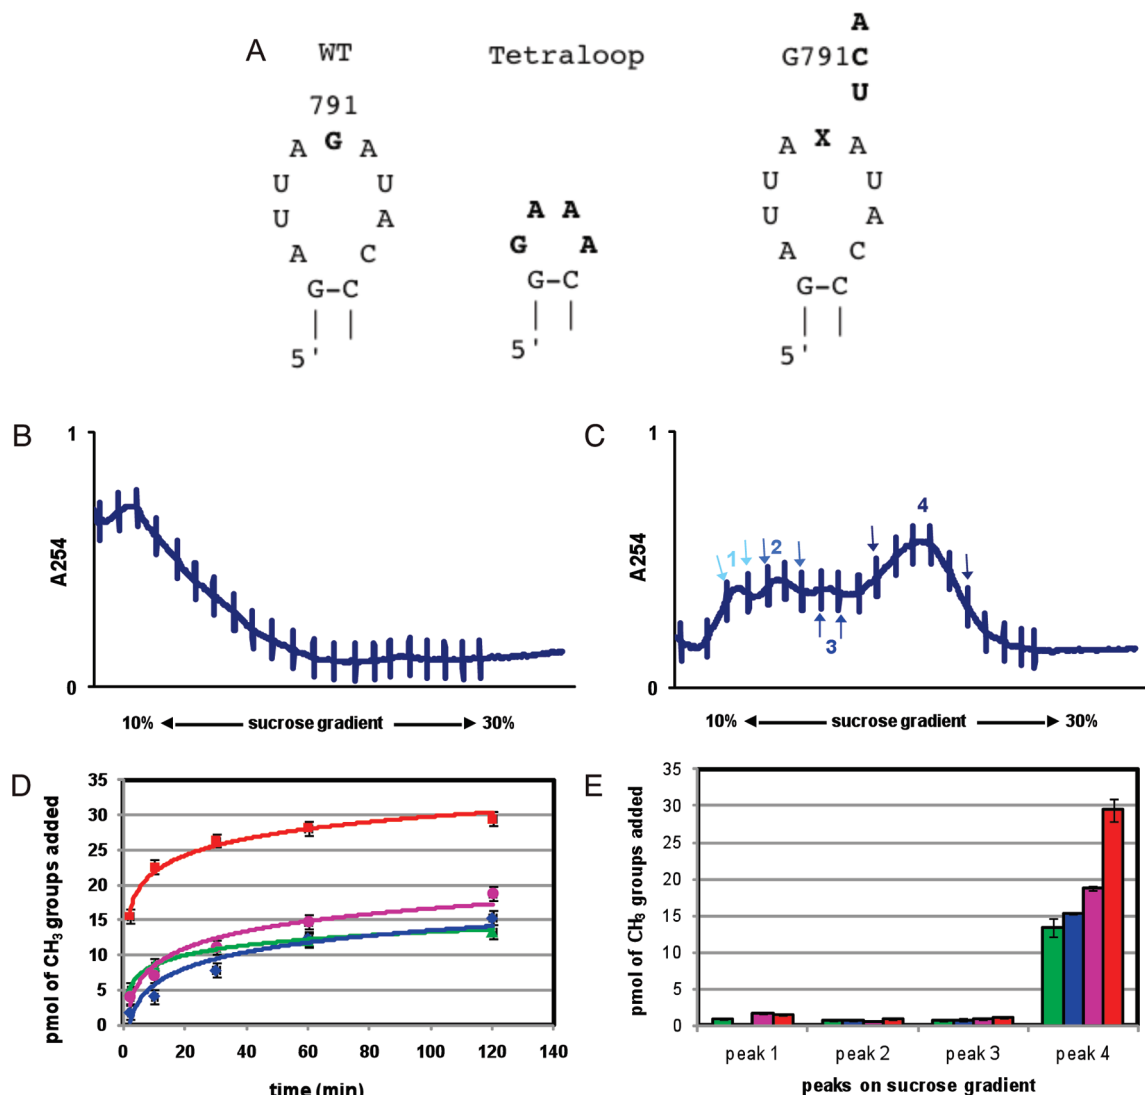 A
WT
791
A G A
U U
U A
A C
G-C
| |
5'
Tetraloop
A A
G A
G-C
| |
5'
A
G791C
U
A X A
U U
U A
A C
G-C
| |
5'
B
1
A254
0
10%
sucrose gradient
30%
C
1
A254
0
1
2
3
4
10%
sucrose gradient
30%
D
pmol of CH3 groups added
35
30
25
20
15
10
5
0
0 20 40 60 80 100 120 140
time (min)
E
pmol of CH3 groups added
35
30
25
20
15
10
5
0
peak 1 peak 2 peak 3 peak 4
peaks on sucrose gradient